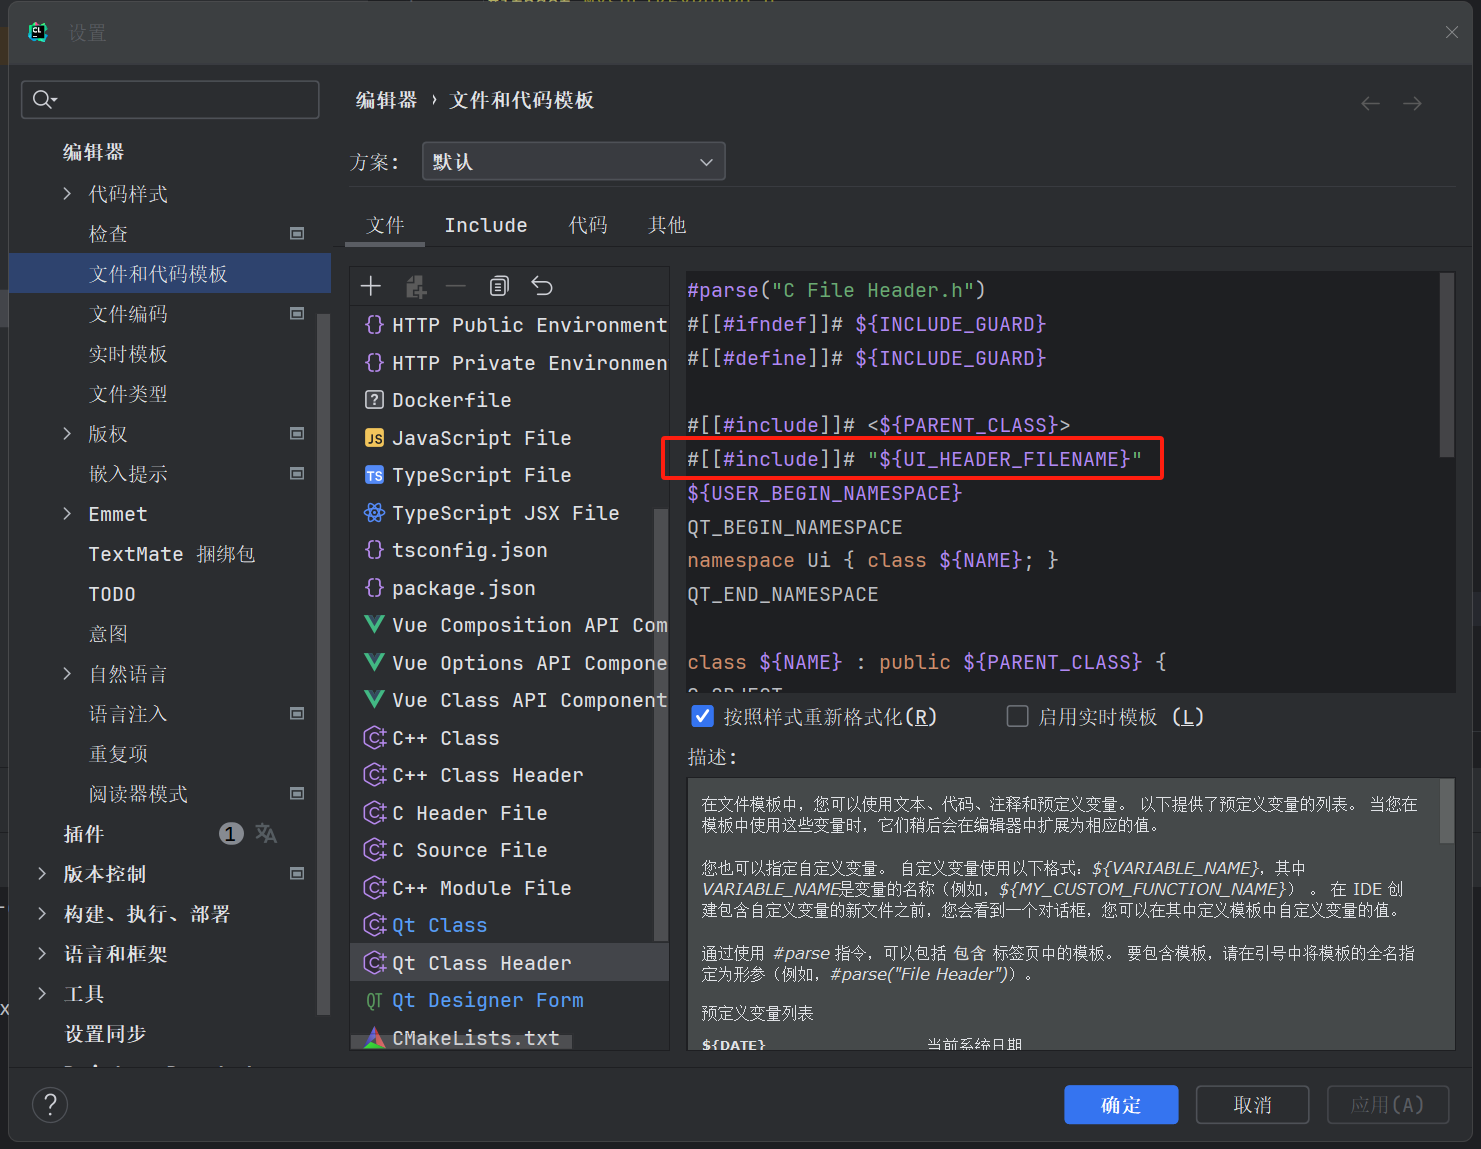 CL
设置
编辑器 › 文件和代码模板
方案：
默认
编辑器
代码样式
检查
文件和代码模板
文件编码
实时模板
文件类型
版权
嵌入提示
Emmet
TextMate 捆绑包
TODO
意图
自然语言
语言注入
重复项
阅读器模式
插件 1
版本控制
构建、执行、部署
语言和框架
工具
设置同步
文件 Include 代码 其他
HTTP Public Environment
HTTP Private Environmen
Dockerfile
JS JavaScript File
TS TypeScript File
TypeScript JSX File
tsconfig.json
package.json
Vue Composition API Com
Vue Options API Compone
Vue Class API Component
C++ Class
C++ Class Header
C Header File
C Source File
C++ Module File
Qt Class
Qt Class Header
QT Qt Designer Form
CMakeLists.txt
#parse("C File Header.h")
#[[#ifndef]]# ${INCLUDE_GUARD}
#[[#define]]# ${INCLUDE_GUARD}
#[[#include]]# <${PARENT_CLASS}>
#[[#include]]# "${UI_HEADER_FILENAME}"
${USER_BEGIN_NAMESPACE}
QT_BEGIN_NAMESPACE
namespace Ui { class ${NAME}; }
QT_END_NAMESPACE
class ${NAME} : public ${PARENT_CLASS} {
Q_OBJECT
按照样式重新格式化(R) 启用实时模板 (L)
描述：
在文件模板中，您可以使用文本、代码、注释和预定义变量。 以下提供了预定义变量的列表。 当您在
模板中使用这些变量时，它们稍后会在编辑器中扩展为相应的值。
您也可以指定自定义变量。 自定义变量使用以下格式：${VARIABLE_NAME}，其中
VARIABLE_NAME是变量的名称（例如，${MY_CUSTOM_FUNCTION_NAME}） 。 在 IDE 创
建包含自定义变量的新文件之前，您会看到一个对话框，您可以在其中定义模板中自定义变量的值。
通过使用 #parse 指令，可以包括 包含 标签页中的模板。 要包含模板，请在引号中将模板的全名指
定为形参（例如，#parse("File Header")）。
预定义变量列表
${DATE} 当前系统日期
?
确定 取消 应用(A)